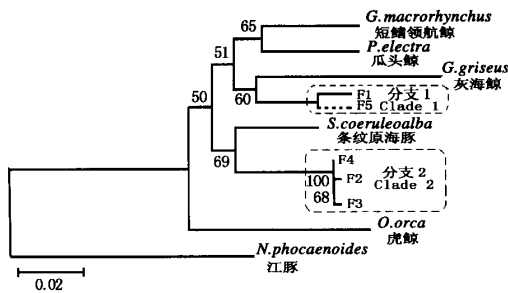 G.macrorhynchus
短鳍领航鲸
65
P.electra
瓜头鲸
51
G.griseus
灰海鲸
60
F1 分支1
F5 Clade 1
50
S.coeruleoalba
条纹原海豚
69
F4
100 F2 分支2
Clade 2
68 F3
O.orca
虎鲸
N.phocaenoides
江豚
0.02